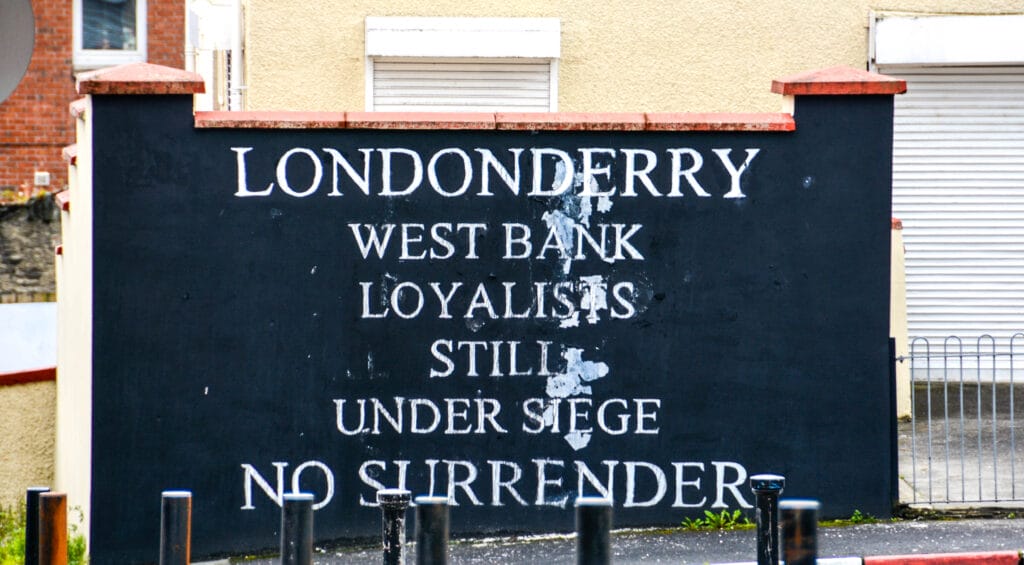 LONDONDERRY
WEST BANK
LOYALISTS
STILL
UNDER SIEGE
NO SURRENDER